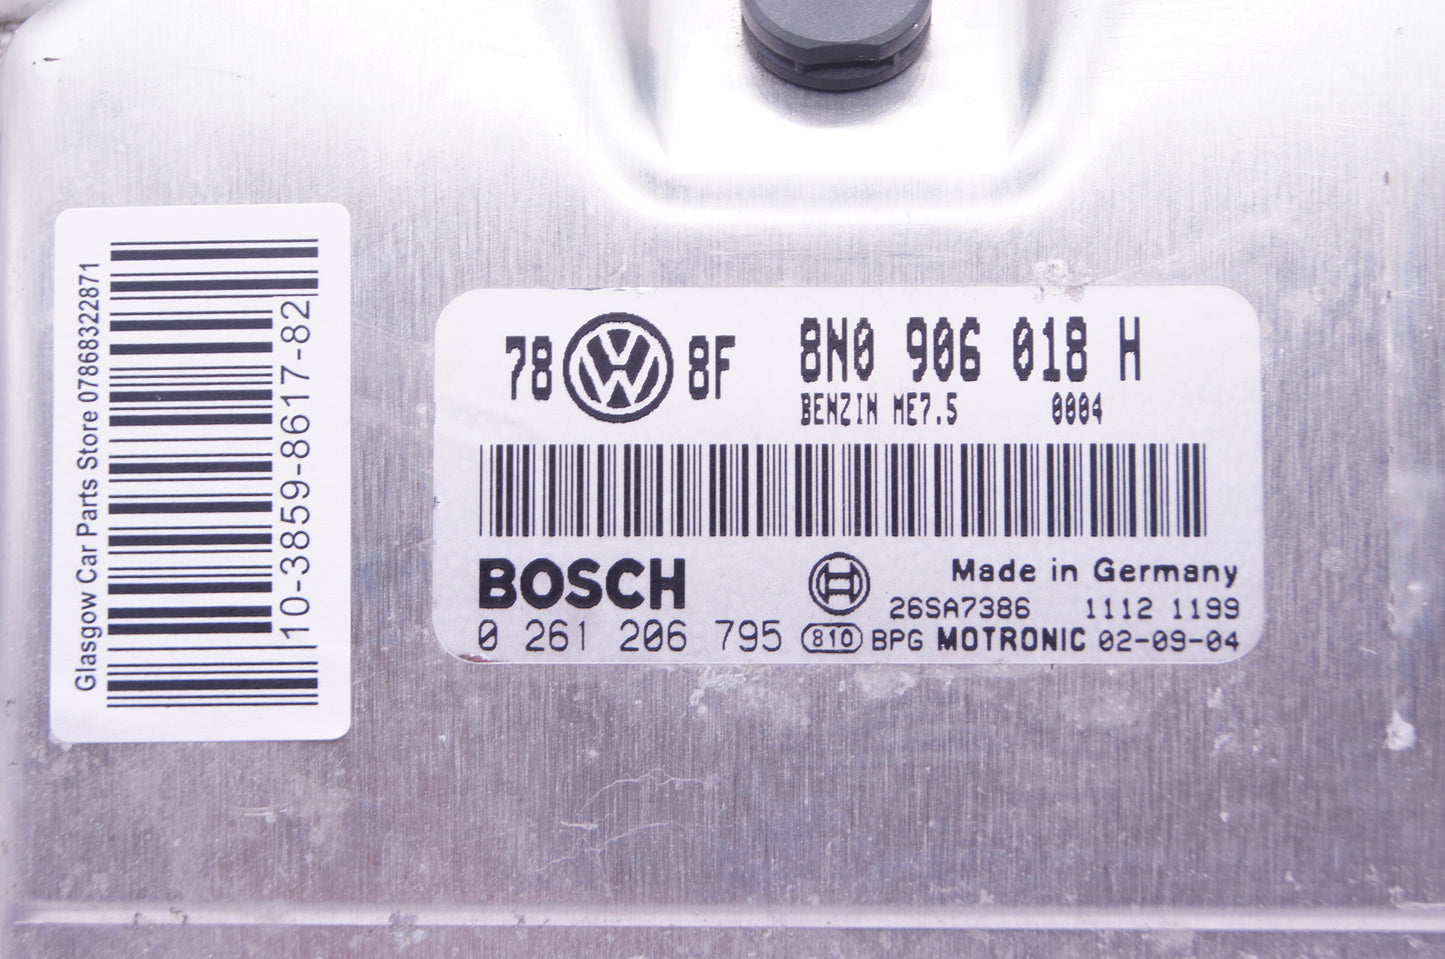 Glasgow Car Parts Store 07868322871
10-3859-8617-82
78 VW 8F 8N0 906 018 H
BENZIN ME7.5 0004
BOSCH
Made in Germany
26SA7386 1112 1199
0 261 206 795 810 BPG MOTRONIC 02-09-04